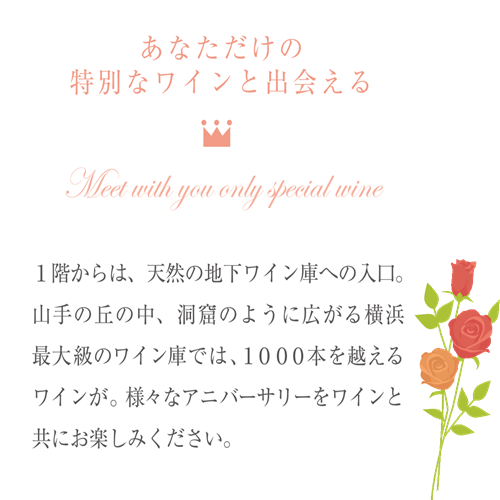 あなただけの
特別なワインと出会える
Meet with you only special wine
１階からは、天然の地下ワイン庫への入口。
山手の丘の中、洞窟のように広がる横浜
最大級のワイン庫では、１０００本を越える
ワインが。様々なアニバーサリーをワインと
共にお楽しみください。